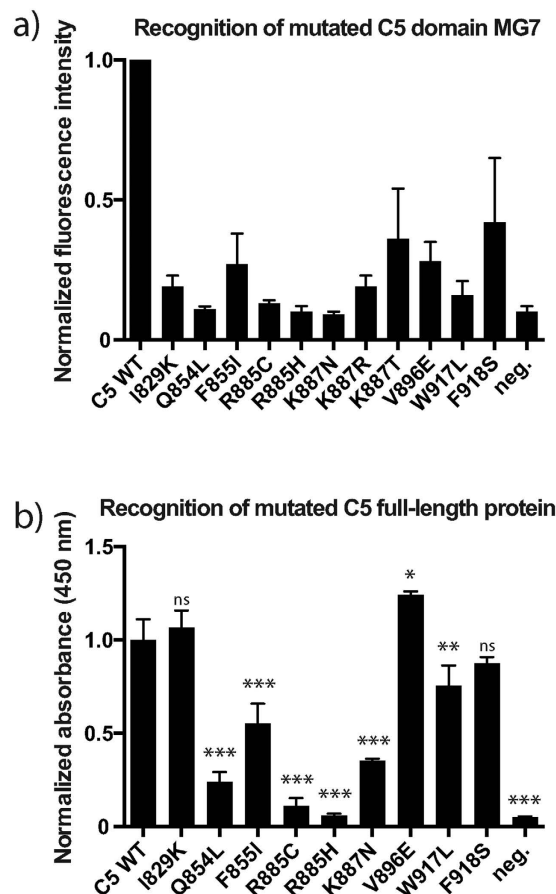 a) Recognition of mutated C5 domain MG7
Normalized fluorescence intensity
1.0
0.5
0
C5 WT
I829K
Q854L
F855I
R885C
R885H
K887N
K887R
K887T
V896E
W917L
F918S
neg.
b) Recognition of mutated C5 full-length protein
Normalized absorbance (450 nm)
1.5
1.0
0.5
0
ns
***
***
***
***
***
*
**
ns
***
C5 WT
I829K
Q854L
F855I
R885C
R885H
K887N
V896E
W917L
F918S
neg.